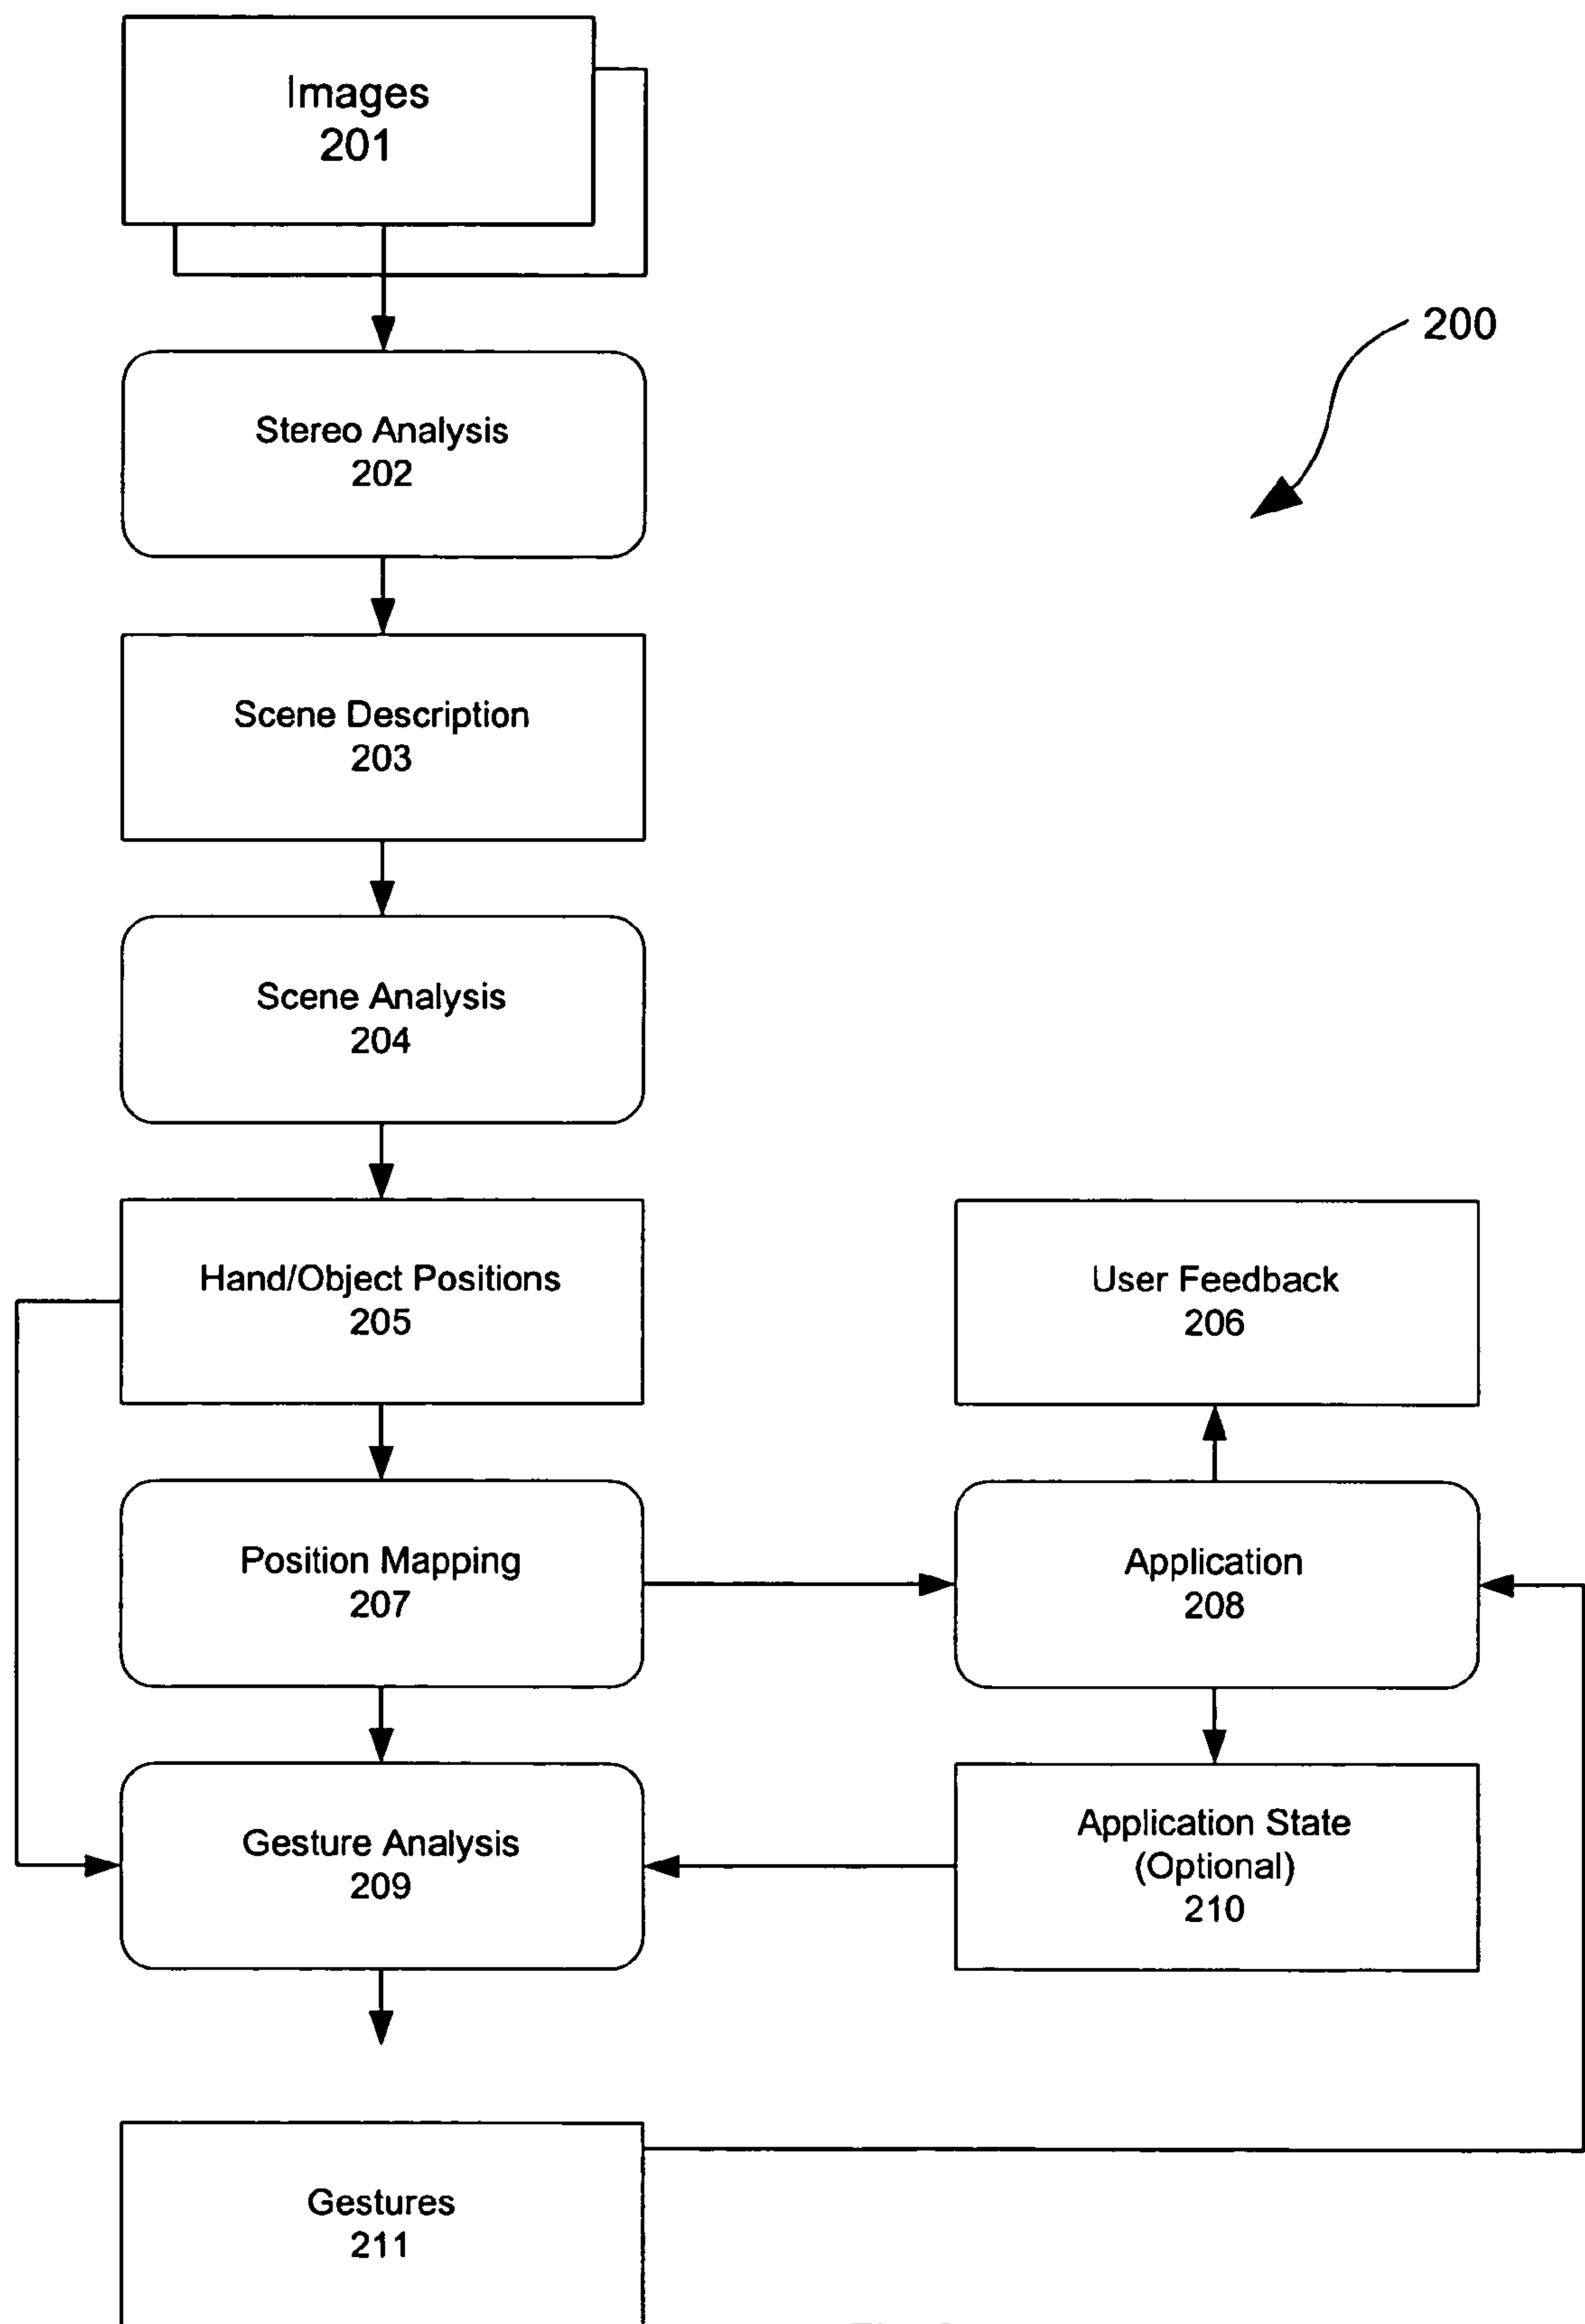 Images
201
200
Stereo Analysis
202
Scene Description
203
Scene Analysis
204
Hand/Object Positions
205
User Feedback
206
Position Mapping
207
Application
208
Gesture Analysis
209
Application State
(Optional)
210
Gestures
211